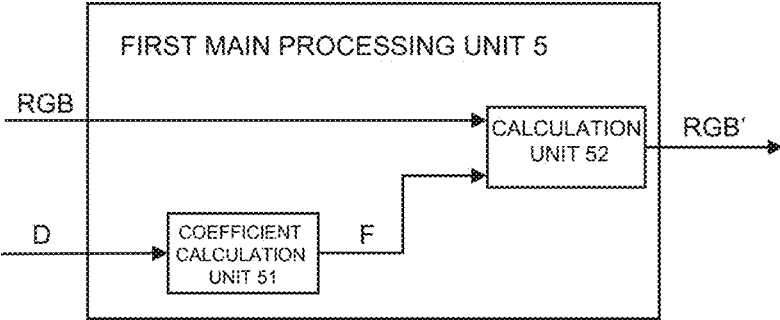 FIRST MAIN PROCESSING UNIT 5
RGB
CALCULATION
UNIT 52
RGB'
D
COEFFICIENT
CALCULATION
UNIT 51
F